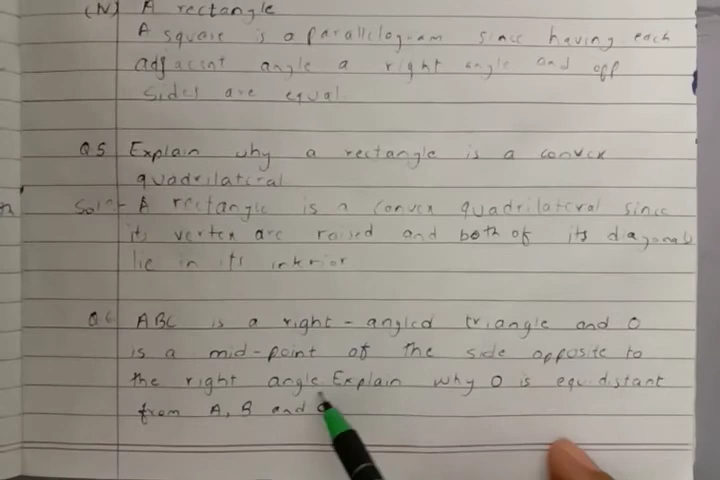 (iv) A rectangle
A square is a parallelogram since having each
adjacent angle a right angle and opp
sides are equal.
Q5 Explain why a rectangle is a convex
quadrilateral.
Soln- A rectangle is a convex quadrilateral since
its vertex are raised and both of its diagonals
lie in its interior
Q6 ABC is a right-angled triangle and O
is a mid-point of the side opposite to
the right angle. Explain why O is equidistant
from A, B and